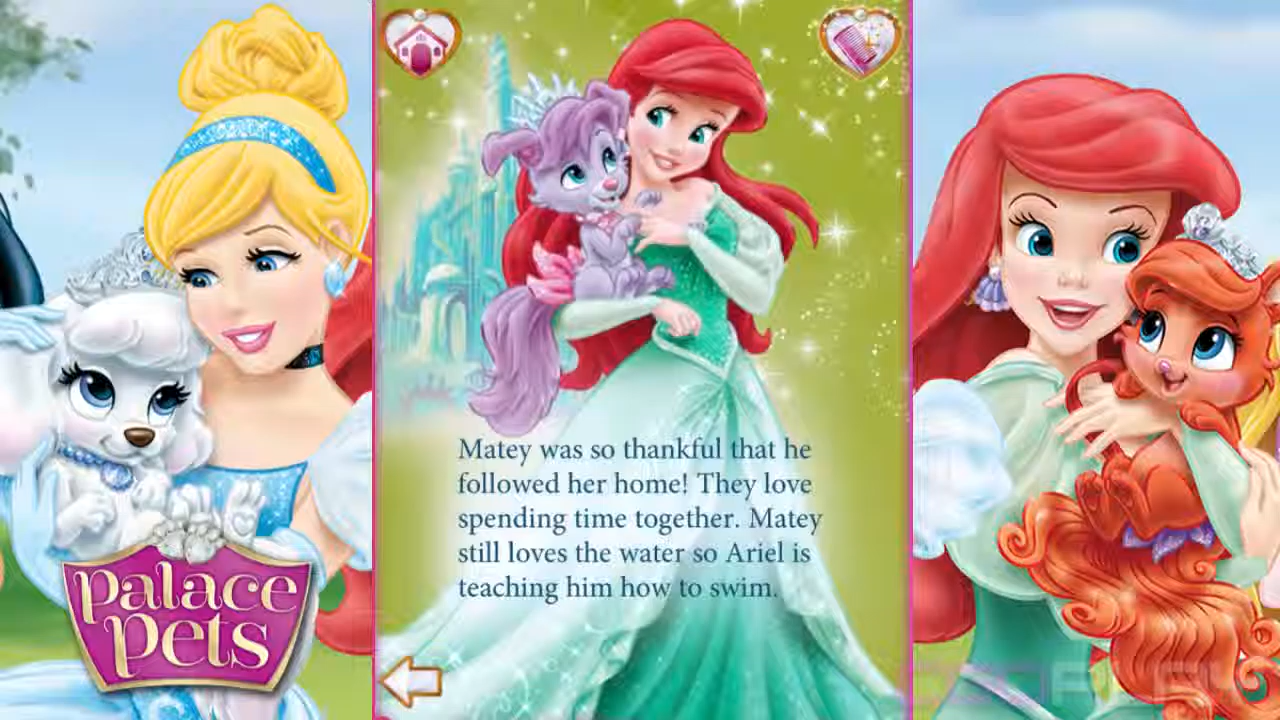 Matey was so thankful that he
followed her home! They love
spending time together. Matey
still loves the water so Ariel is
teaching him how to swim.
palace
pets